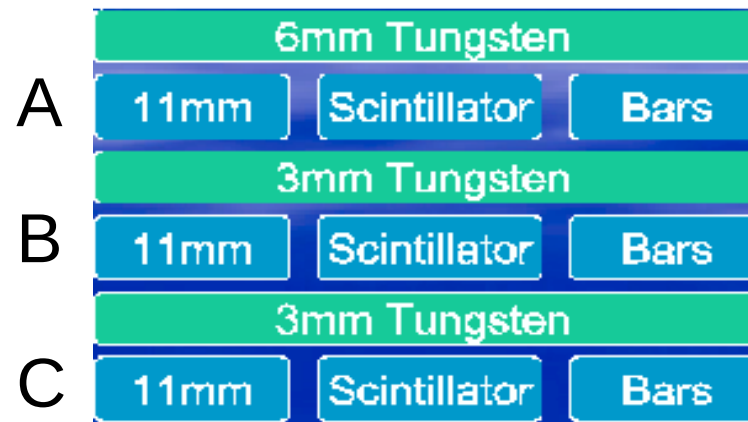 6mm Tungsten
A 11mm Scintillator Bars
3mm Tungsten
B 11mm Scintillator Bars
3mm Tungsten
C 11mm Scintillator Bars